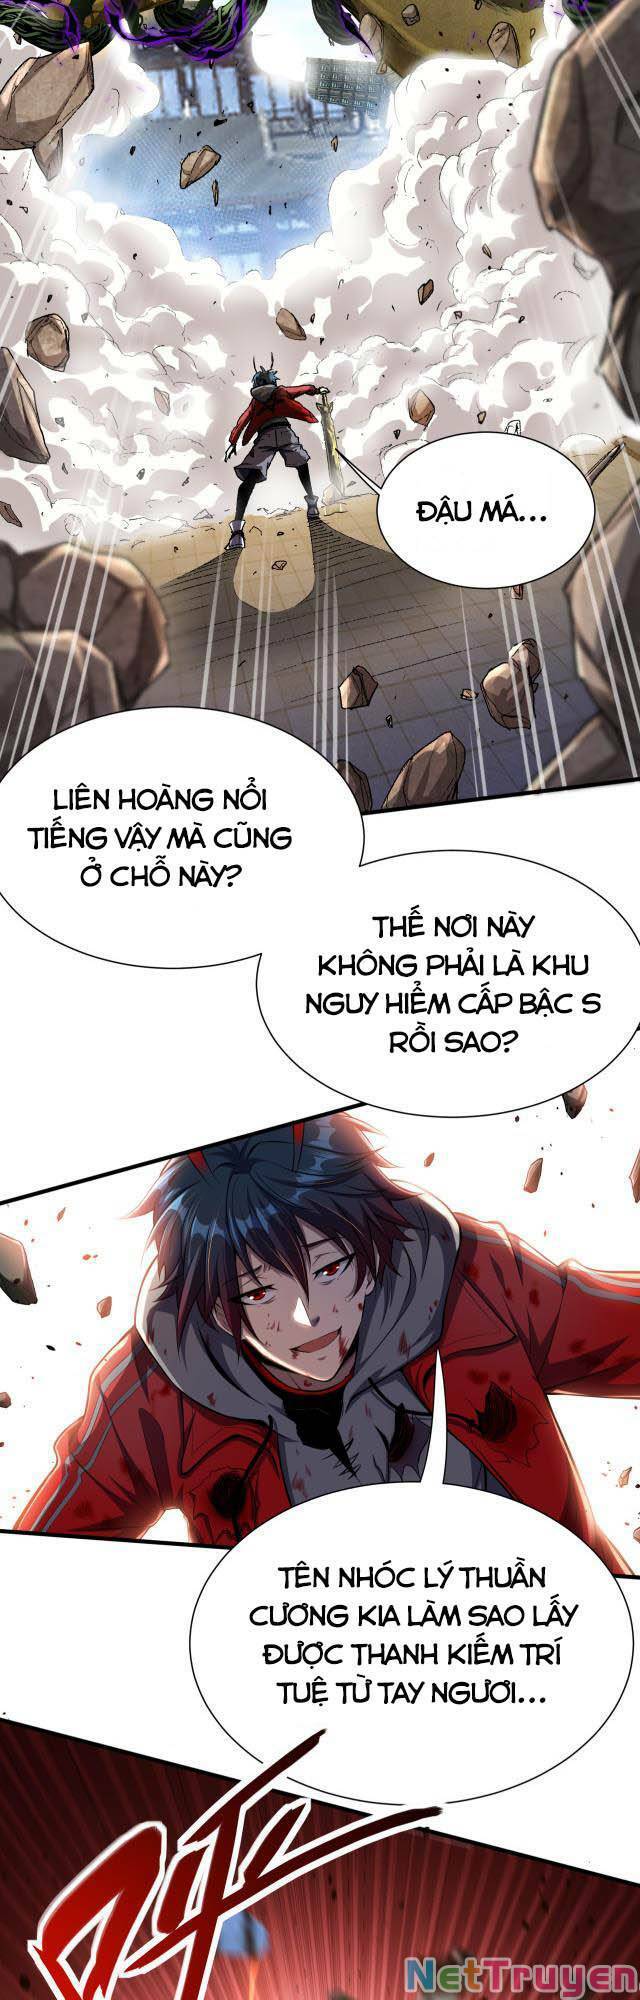 ĐẬU MÁ...
LIÊN HOÀNG NỔI
TIẾNG VẬY MÀ CŨNG
Ở CHỖ NÀY?
THẾ NƠI NÀY
KHÔNG PHẢI LÀ KHU
NGUY HIỂM CẤP BẬC S
RỒI SAO?
TÊN NHÓC LÝ THUẦN
CƯƠNG KIA LÀM SAO LẤY
ĐƯỢC THANH KIẾM TRÍ
TUỆ TỪ TAY NGƯƠI...
NetTruyen